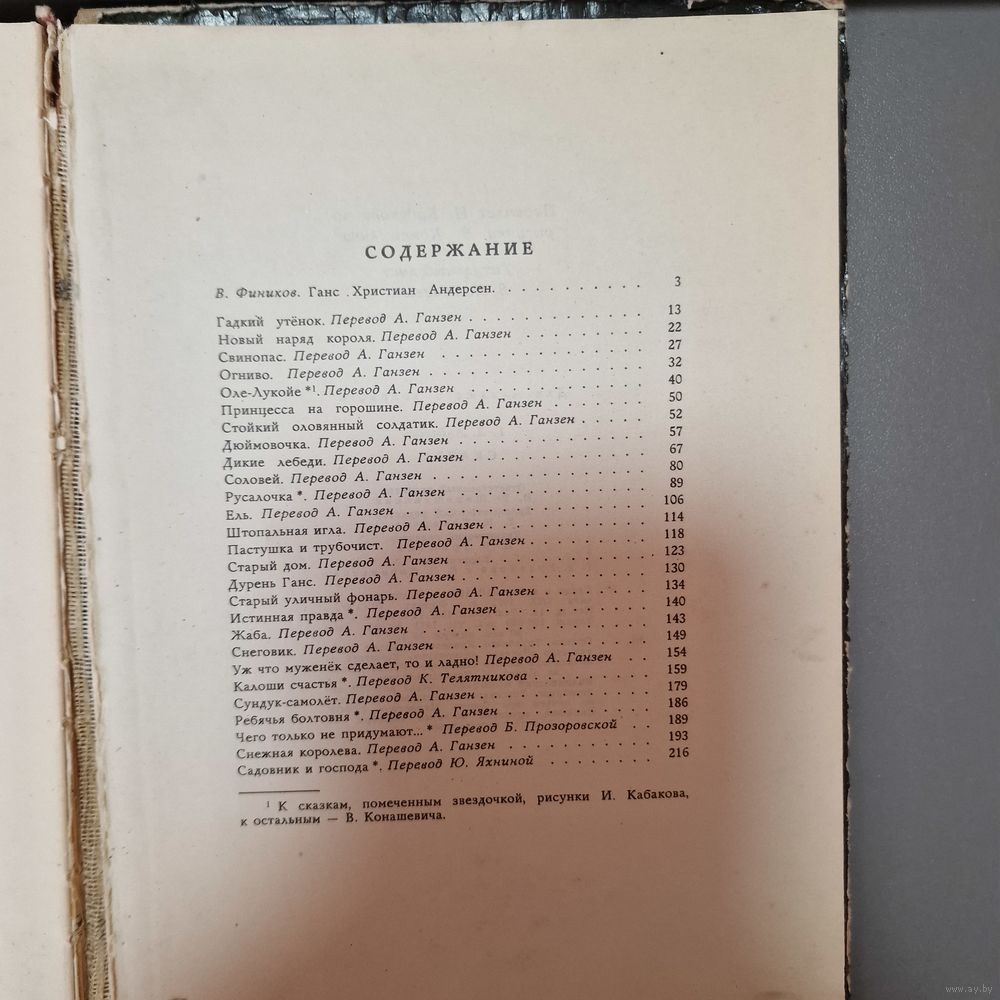 СОДЕРЖАНИЕ
В. Финихов. Ганс Христиан Андерсен. . . . . . . . . . . 3
Гадкий утёнок. Перевод А. Ганзен . . . . . . . . . . . 13
Новый наряд короля. Перевод А. Ганзен . . . . . . . . 22
Свинопас. Перевод А. Ганзен . . . . . . . . . . . . . 27
Огниво. Перевод А. Ганзен . . . . . . . . . . . . . . 32
Оле-Лукойе *¹. Перевод А. Ганзен . . . . . . . . . . . 40
Принцесса на горошине. Перевод А. Ганзен . . . . . . 50
Стойкий оловянный солдатик. Перевод А. Ганзен . . . . 52
Дюймовочка. Перевод А. Ганзен . . . . . . . . . . . . 57
Дикие лебеди. Перевод А. Ганзен . . . . . . . . . . . 67
Соловей. Перевод А. Ганзен . . . . . . . . . . . . . 80
Русалочка *. Перевод А. Ганзен . . . . . . . . . . . 89
Ель. Перевод А. Ганзен . . . . . . . . . . . . . . . 106
Штопальная игла. Перевод А. Ганзен . . . . . . . . . 114
Пастушка и трубочист. Перевод А. Ганзен . . . . . . . 118
Старый дом. Перевод А. Ганзен . . . . . . . . . . . . 123
Дурень Ганс. Перевод А. Ганзен . . . . . . . . . . . 130
Старый уличный фонарь. Перевод А. Ганзен . . . . . . 134
Истинная правда *. Перевод А. Ганзен . . . . . . . . 140
Жаба. Перевод А. Ганзен . . . . . . . . . . . . . . 143
Снеговик. Перевод А. Ганзен . . . . . . . . . . . . 149
Уж что муженёк сделает, то и ладно! Перевод А. Ганзен . . 154
Калоши счастья *. Перевод К. Телятникова . . . . . . 159
Сундук-самолёт. Перевод А. Ганзен . . . . . . . . . 179
Ребячья болтовня *. Перевод А. Ганзен . . . . . . . 186
Чего только не придумают... * Перевод Б. Прозоровской . . 189
Снежная королева. Перевод А. Ганзен . . . . . . . . 193
Садовник и господа *. Перевод Ю. Яхниной . . . . . . 216
¹ К сказкам, помеченным звездочкой, рисунки И. Кабакова,
к остальным — В. Конашевича.
www.ay.by